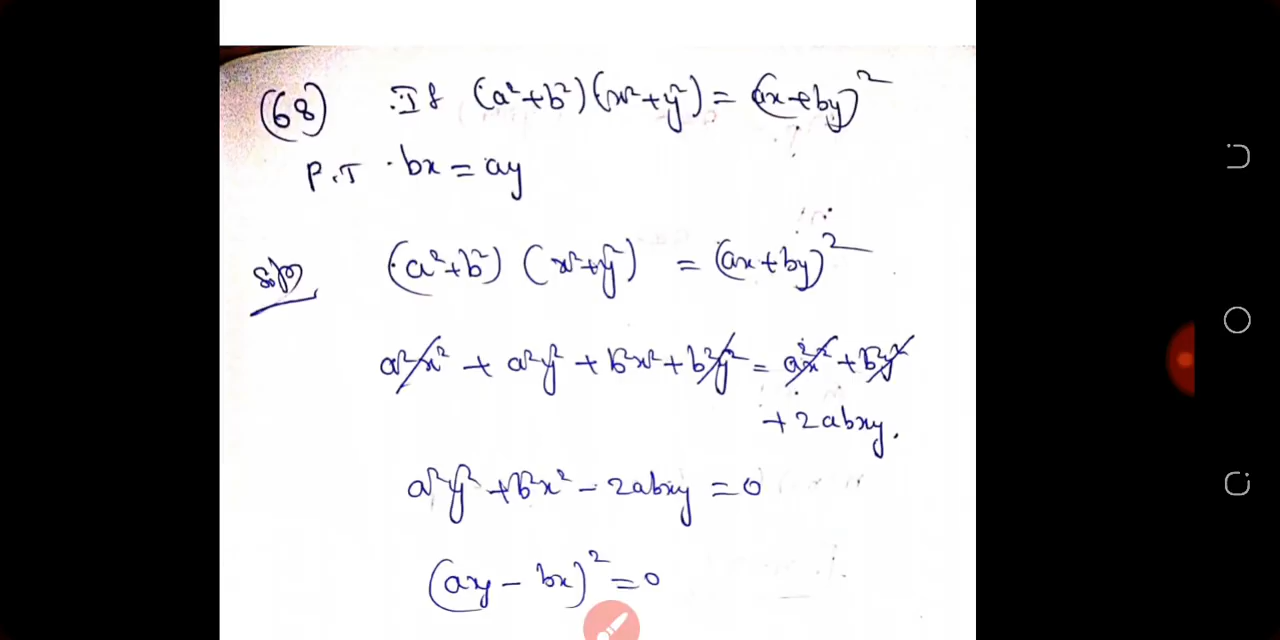 (68) If (a²+b²)(x²+y²) = (ax+by)²
P.T bx = ay
Soln (a²+b²) (x²+y²) = (ax+by)²
a²x² + a²y² + b²x² + b²y² = a²x² + b²y²
+ 2abxy.
a²y² + b²x² - 2abxy = 0
(ay - bx)² = 0